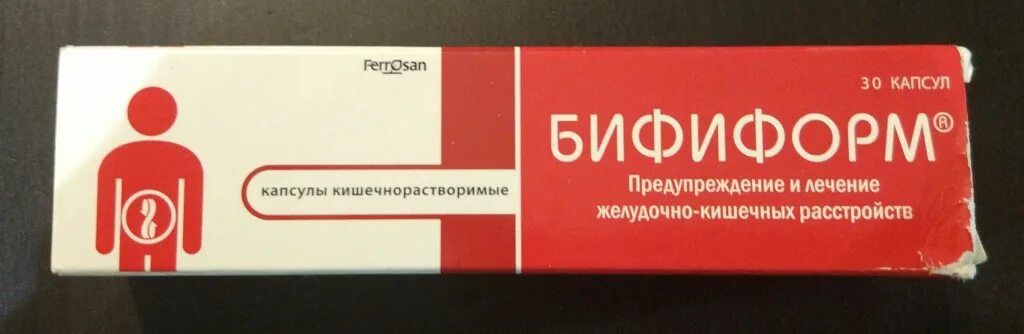 Ferrosan
капсулы кишечнорастворимые
30 КАПСУЛ
БИФИФОРМ®
Предупреждение и лечение
желудочно-кишечных расстройств